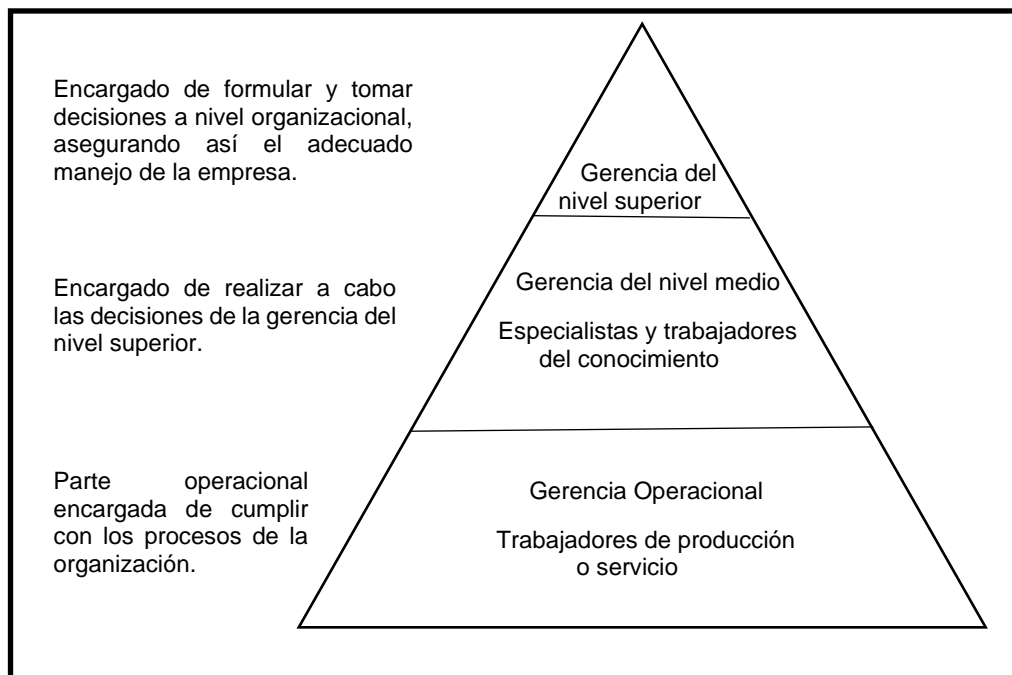 Encargado de formular y tomar
decisiones a nivel organizacional,
asegurando así el adecuado
manejo de la empresa.
Gerencia del
nivel superior
Encargado de realizar a cabo
las decisiones de la gerencia del
nivel superior.
Gerencia del nivel medio
Especialistas y trabajadores
del conocimiento
Parte operacional
encargada de cumplir
con los procesos de la
organización.
Gerencia Operacional
Trabajadores de producción
o servicio